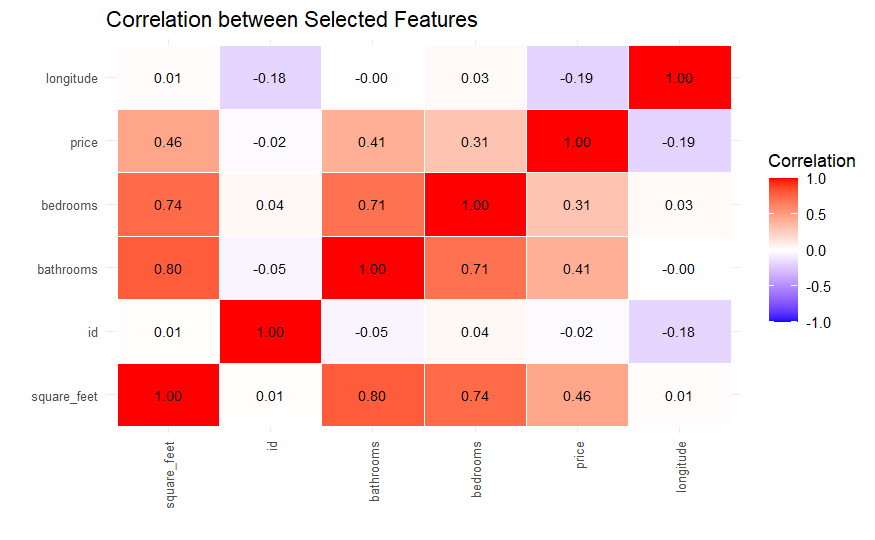 Correlation between Selected Features
longitude 0.01 -0.18 -0.00 0.03 -0.19 1.00
price 0.46 -0.02 0.41 0.31 1.00 -0.19
bedrooms 0.74 0.04 0.71 1.00 0.31 0.03
bathrooms 0.80 -0.05 1.00 0.71 0.41 -0.00
id 0.01 1.00 -0.05 0.04 -0.02 -0.18
square_feet 1.00 0.01 0.80 0.74 0.46 0.01
square_feet id bathrooms bedrooms price longitude
Correlation
1.0
0.5
0.0
-0.5
-1.0